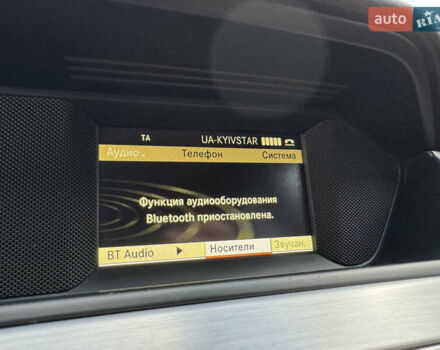 auto RIA
TA UA-KYIVSTAR
Аудио Телефон Система
Функция аудиооборудования
Bluetooth приостановлена.
BT Audio Носители Звучан.